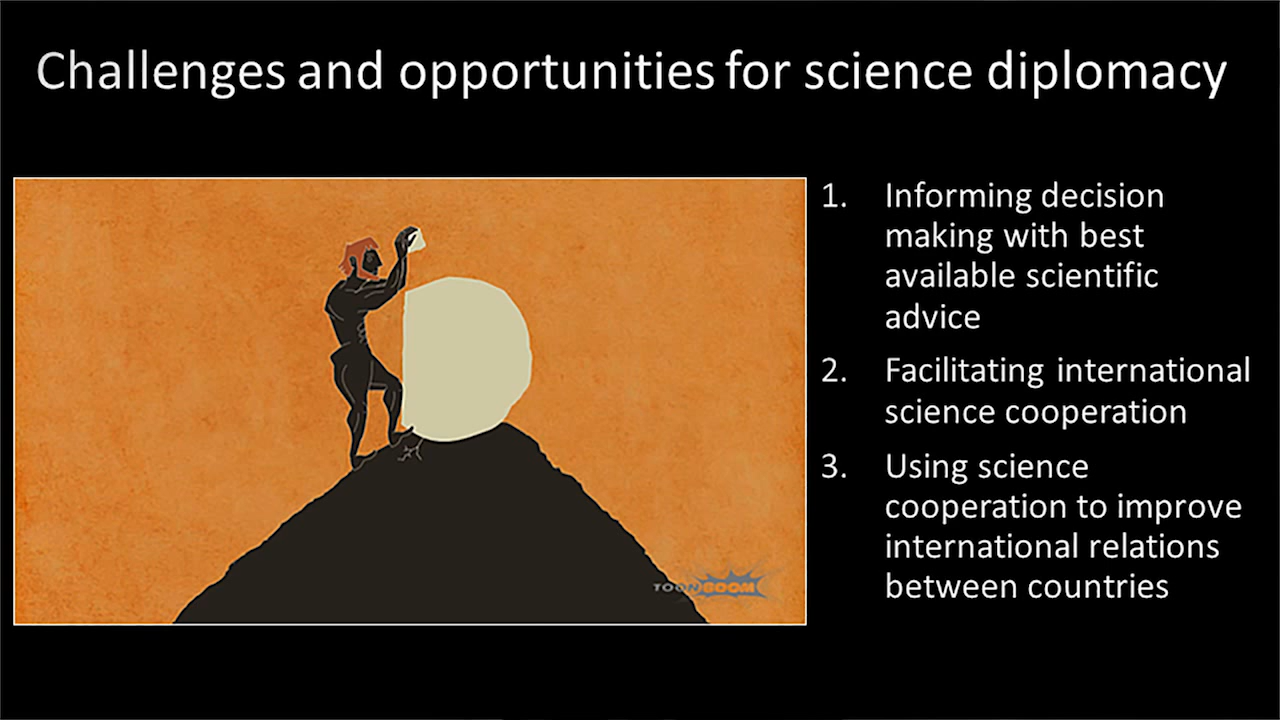 Challenges and opportunities for science diplomacy
1. Informing decision
making with best
available scientific
advice
2. Facilitating international
science cooperation
3. Using science
cooperation to improve
international relations
between countries
TOONBOOM